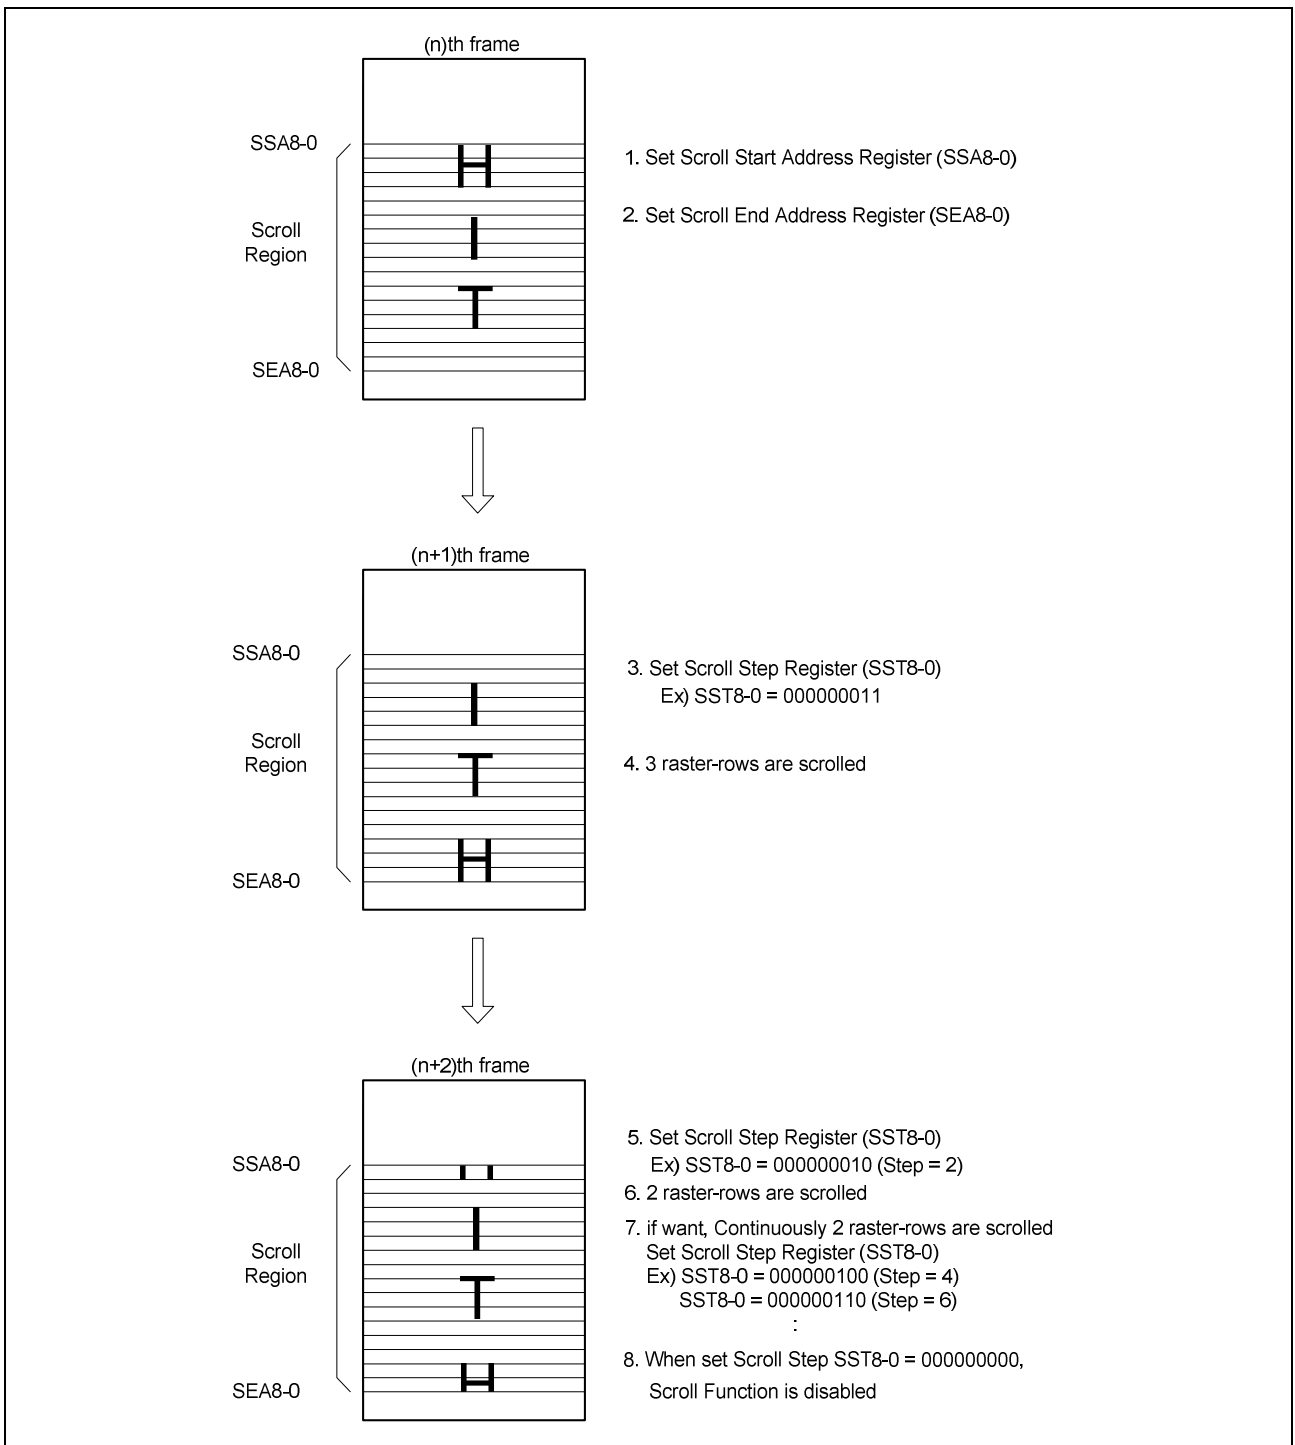 (n)th frame
SSA8-0
H
1. Set Scroll Start Address Register (SSA8-0)
2. Set Scroll End Address Register (SEA8-0)
Scroll
Region
I
T
SEA8-0
(n+1)th frame
SSA8-0
3. Set Scroll Step Register (SST8-0)
Ex) SST8-0 = 000000011
I
Scroll
Region
T
4. 3 raster-rows are scrolled
H
SEA8-0
(n+2)th frame
5. Set Scroll Step Register (SST8-0)
SSA8-0
Ex) SST8-0 = 000000010 (Step = 2)
6. 2 raster-rows are scrolled
I
7. if want, Continuously 2 raster-rows are scrolled
Scroll
Region
Set Scroll Step Register (SST8-0)
Ex) SST8-0 = 000000100 (Step = 4)
T
SST8-0 = 000000110 (Step = 6)
:
8. When set Scroll Step SST8-0 = 000000000,
H
SEA8-0
Scroll Function is disabled